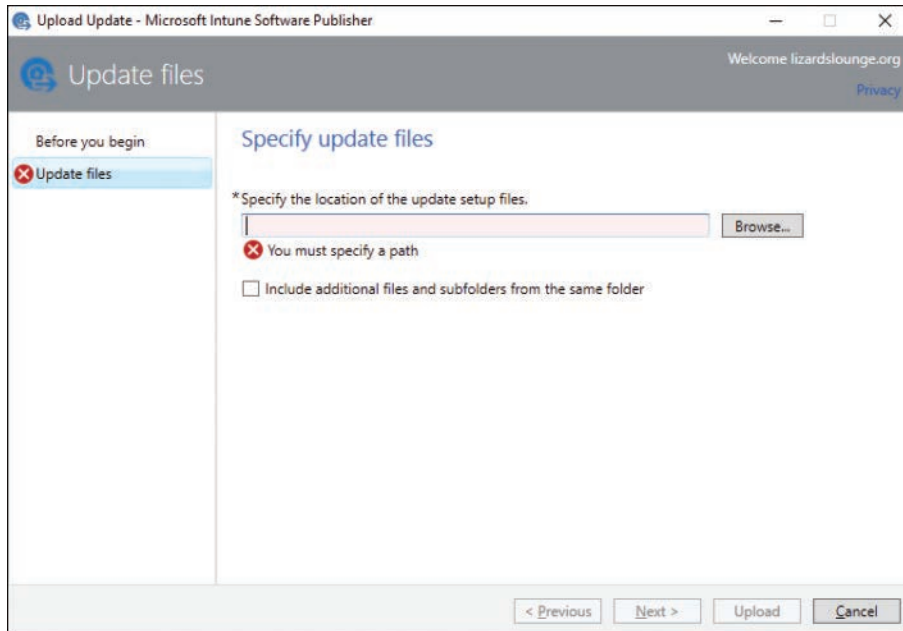 Upload Update - Microsoft Intune Software Publisher
Update files
Welcome lizardslounge.org
Privacy
Before you begin
Update files
Specify update files
*Specify the location of the update setup files.
Browse...
You must specify a path
Include additional files and subfolders from the same folder
< Previous
Next >
Upload
Cancel